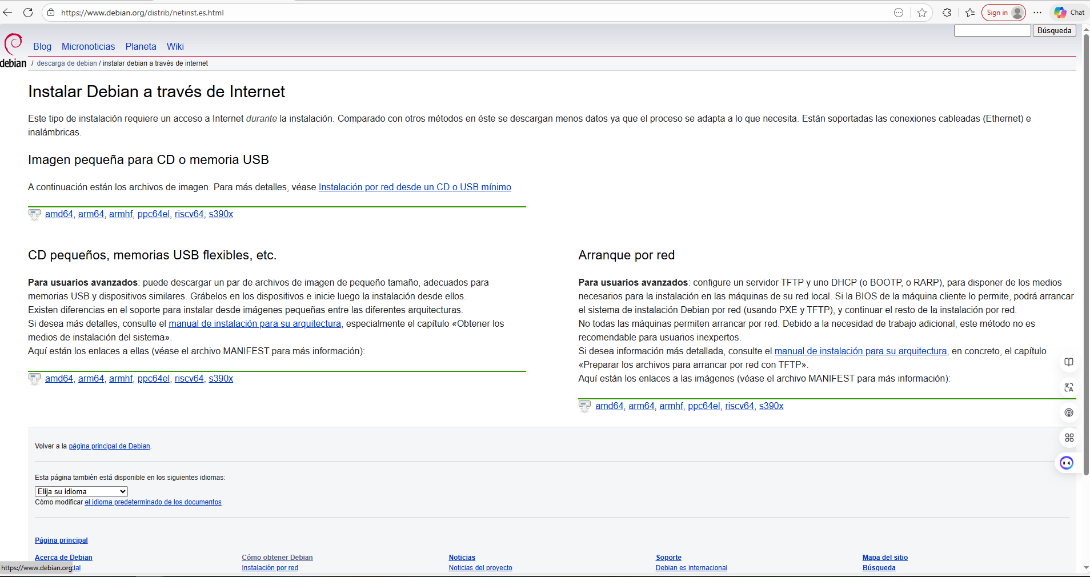 https://www.debian.org/distrib/netinst.es.html
Sign in
Chat
Búsqueda
debian
Blog Micronoticias Planeta Wiki
/ descarga de debian / instalar debian a través de internet
Instalar Debian a través de Internet
Este tipo de instalación requiere un acceso a Internet durante la instalación. Comparado con otros métodos en éste se descargan menos datos ya que el proceso se adapta a lo que necesita. Están soportadas las conexiones cableadas (Ethernet) e
inalámbricas.
Imagen pequeña para CD o memoria USB
A continuación están los archivos de imagen. Para más detalles, véase Instalación por red desde un CD o USB mínimo
amd64, arm64, armhf, ppc64el, riscv64, s390x
CD pequeños, memorias USB flexibles, etc.
Para usuarios avanzados: puede descargar un par de archivos de imagen de pequeño tamaño, adecuados para
memorias USB y dispositivos similares. Grábelos en los dispositivos e inicie luego la instalación desde ellos.
Existen diferencias en el soporte para instalar desde imágenes pequeñas entre las diferentes arquitecturas.
Si desea más detalles, consulte el manual de instalación para su arquitectura, especialmente el capítulo «Obtener los
medios de instalación del sistema».
Aquí están los enlaces a ellas (véase el archivo MANIFEST para más información):
amd64, arm64, armhf, ppc64el, riscv64, s390x
Arranque por red
Para usuarios avanzados: configure un servidor TFTP y uno DHCP (o BOOTP, o RARP), para disponer de los medios
necesarios para la instalación en las máquinas de su red local. Si la BIOS de la máquina cliente lo permite, podrá arrancar
el sistema de instalación Debian por red (usando PXE y TFTP), y continuar el resto de la instalación por red.
No todas las máquinas permiten arrancar por red. Debido a la necesidad de trabajo adicional, este método no es
recomendable para usuarios inexpertos.
Si desea información más detallada, consulte el manual de instalación para su arquitectura, en concreto, el capítulo
«Preparar los archivos para arrancar por red con TFTP».
Aquí están los enlaces a las imágenes (véase el archivo MANIFEST para más información):
amd64, arm64, armhf, ppc64el, riscv64, s390x
Volver a la página principal de Debian.
Esta página también está disponible en los siguientes idiomas:
Elija su idioma
Cómo modificar el idioma predeterminado de los documentos
Página principal
Acerca de Debian Cómo obtener Debian Noticias Soporte Mapa del sitio
Instalación por red Noticias del proyecto Debian es internacional Búsqueda
https://www.debian.org